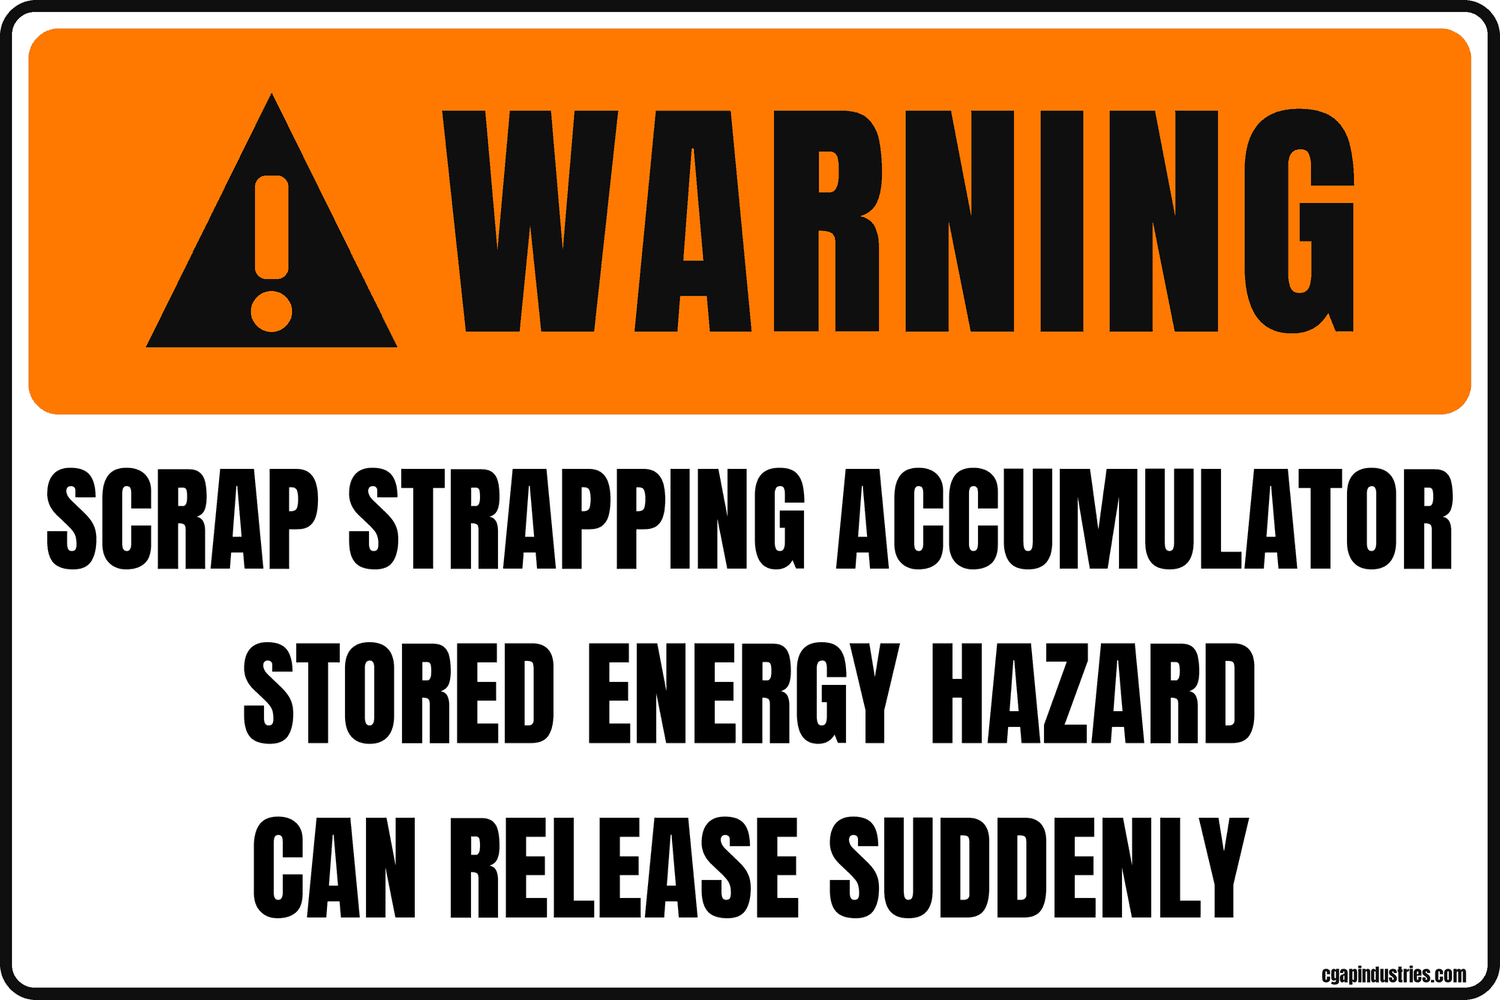 WARNING
SCRAP STRAPPING ACCUMULATOR
STORED ENERGY HAZARD
CAN RELEASE SUDDENLY
cgapindustries.com